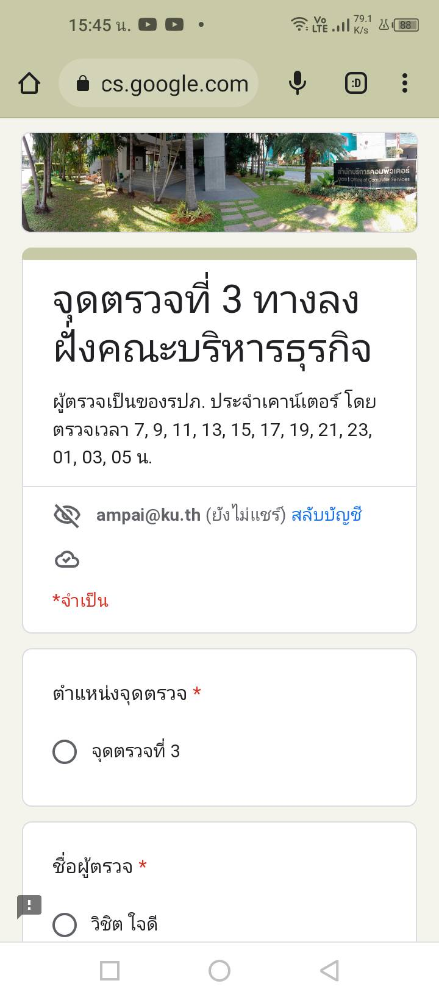 15:45 น.
Vo LTE 79.1 K/s 88
cs.google.com
:D
สำนักบริการคอมพิวเตอร์
OCS | Office of Computer Services
จุดตรวจที่ 3 ทางลง
ฝั่งคณะบริหารธุรกิจ
ผู้ตรวจเป็นของรปภ. ประจำเคาน์เตอร์ โดย
ตรวจเวลา 7, 9, 11, 13, 15, 17, 19, 21, 23,
01, 03, 05 น.
ampai@ku.th (ยังไม่แชร์) สลับบัญชี
*จำเป็น
ตำแหน่งจุดตรวจ *
จุดตรวจที่ 3
ชื่อผู้ตรวจ *
วิชิต ใจดี